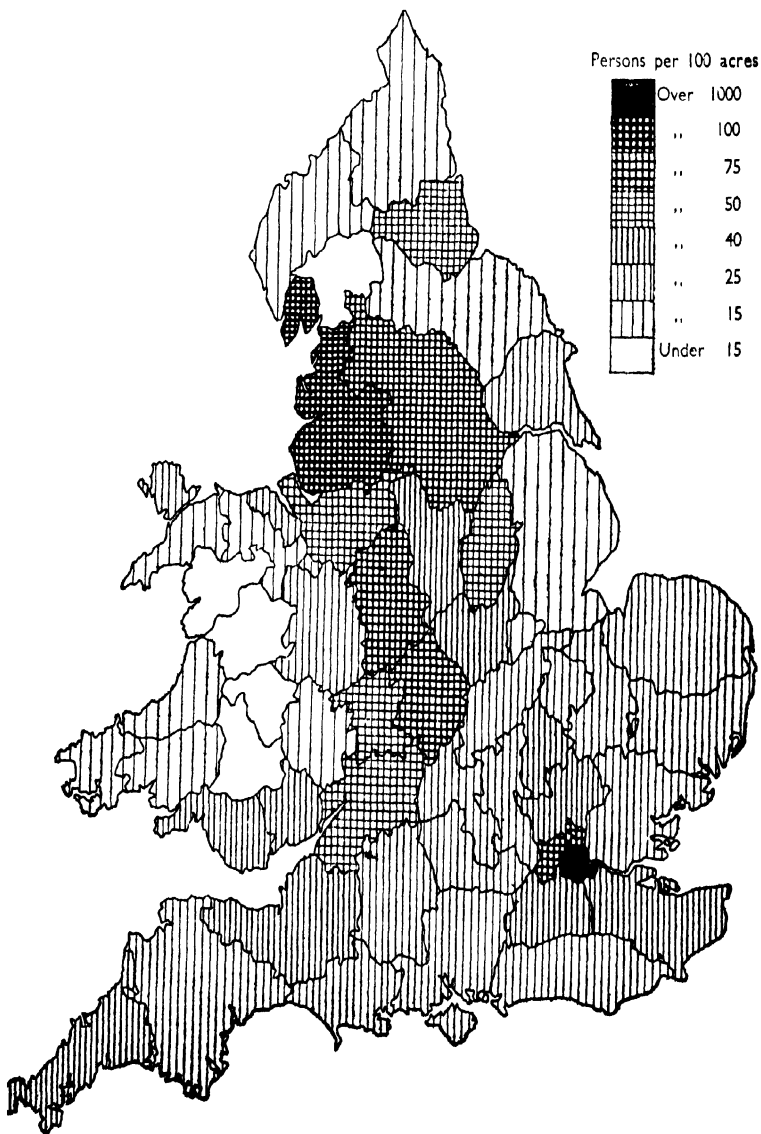 Persons per 100 acres
Over 1000
,, 100
,, 75
,, 50
,, 40
,, 25
,, 15
Under 15